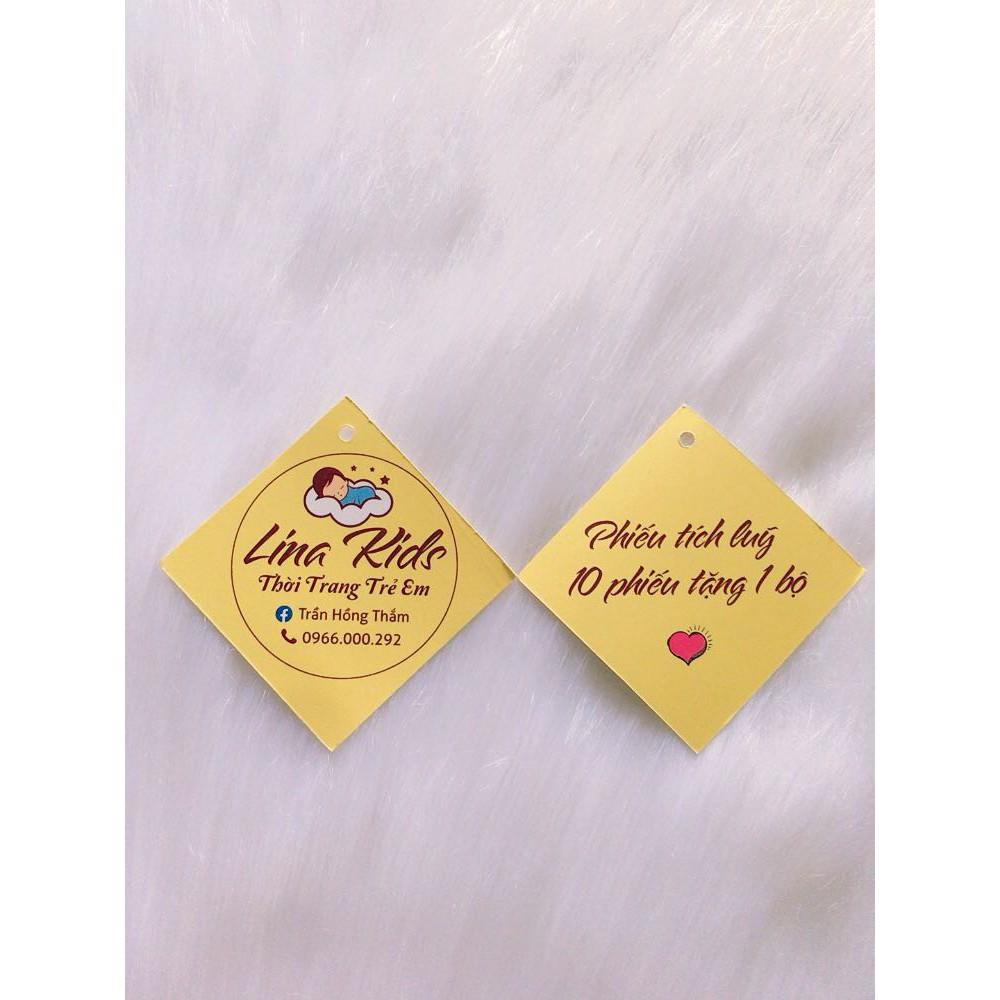 Lina Kids
Thời Trang Trẻ Em
Trần Hồng Thắm
0966.000.292
Phiếu tích luỹ
10 phiếu tặng 1 bộ